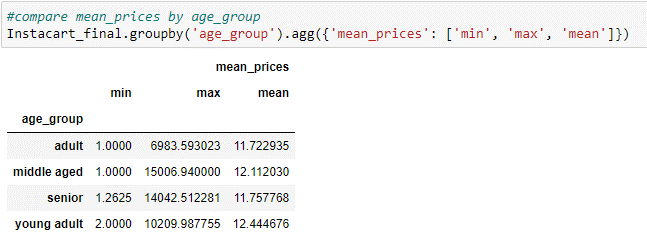 #compare mean_prices by age_group
Instacart_final.groupby('age_group').agg({'mean_prices': ['min', 'max', 'mean']})
mean_prices
min max mean
age_group
adult 1.0000 6983.593023 11.722935
middle aged 1.0000 15006.940000 12.112030
senior 1.2625 14042.512281 11.757768
young adult 2.0000 10209.987755 12.444676